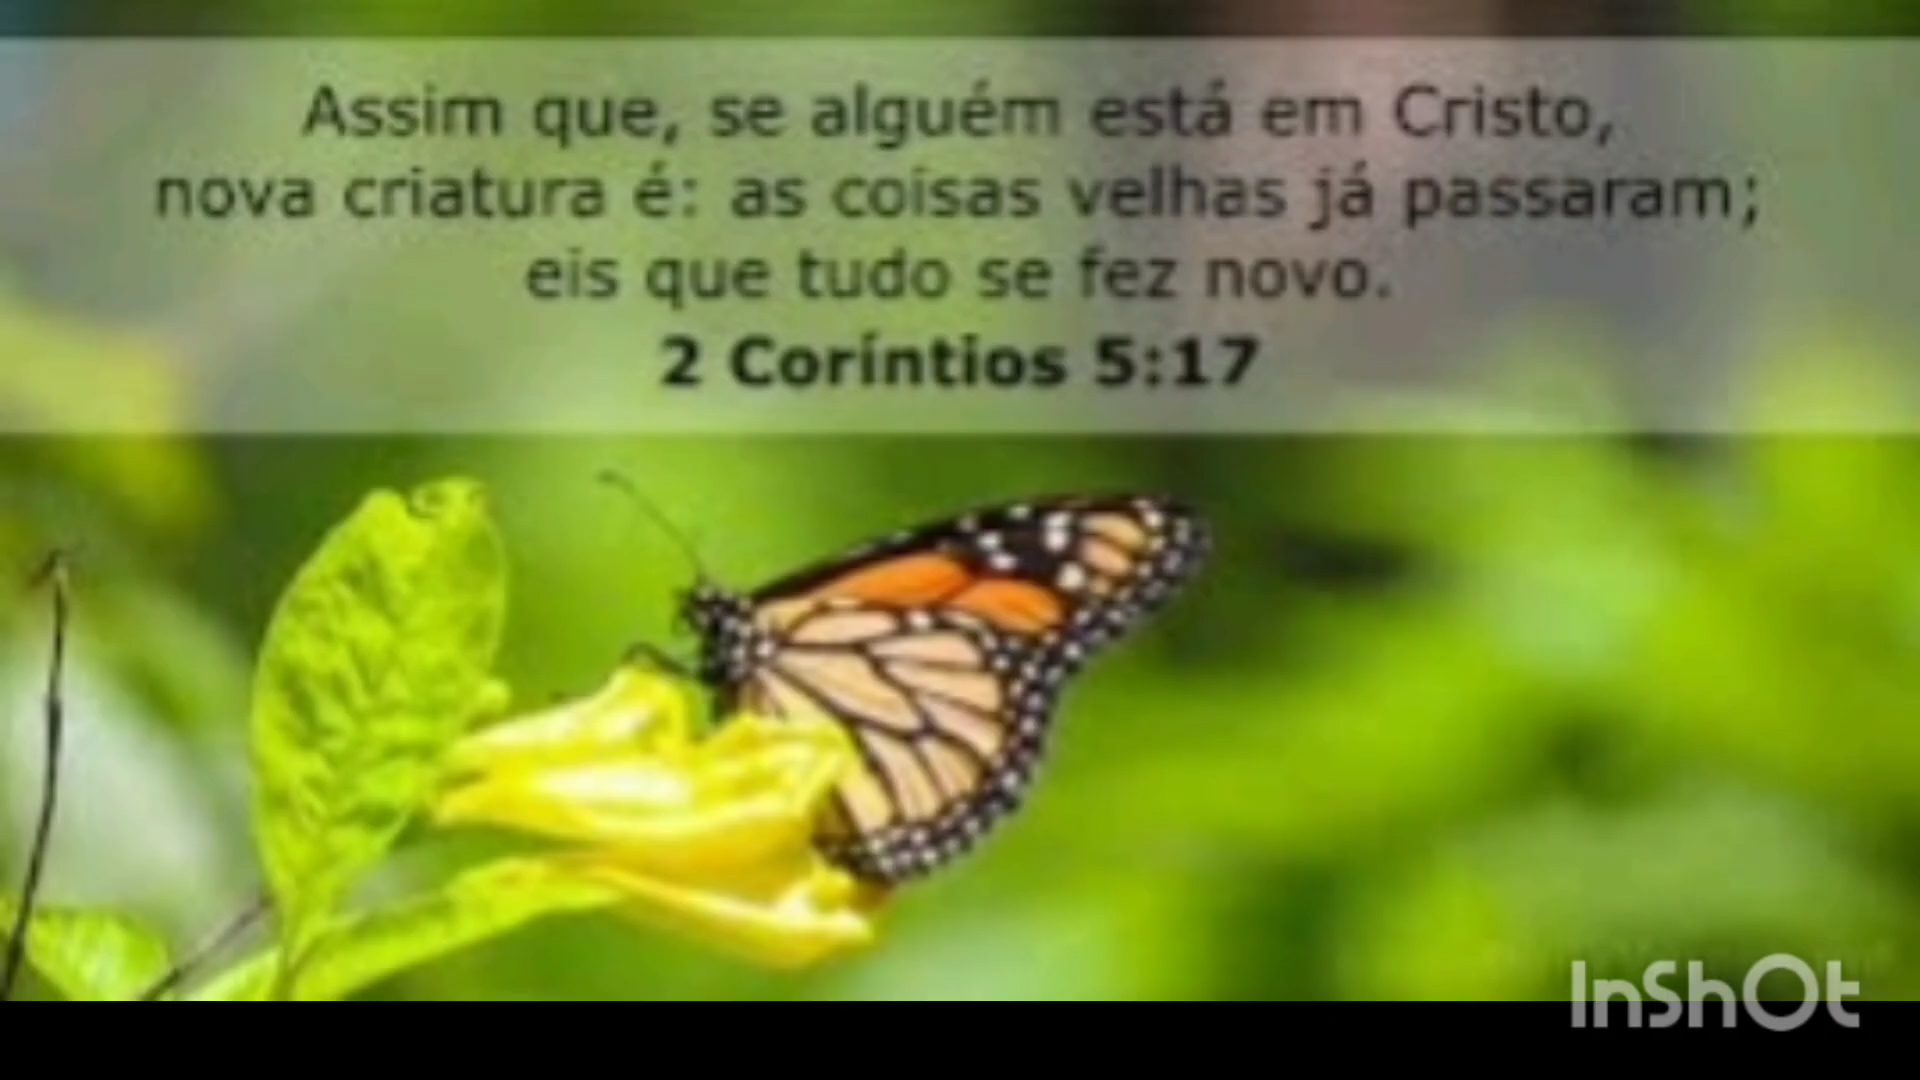 Assim que, se alguém está em Cristo,
nova criatura é: as coisas velhas já passaram;
eis que tudo se fez novo.
2 Coríntios 5:17
InShOt